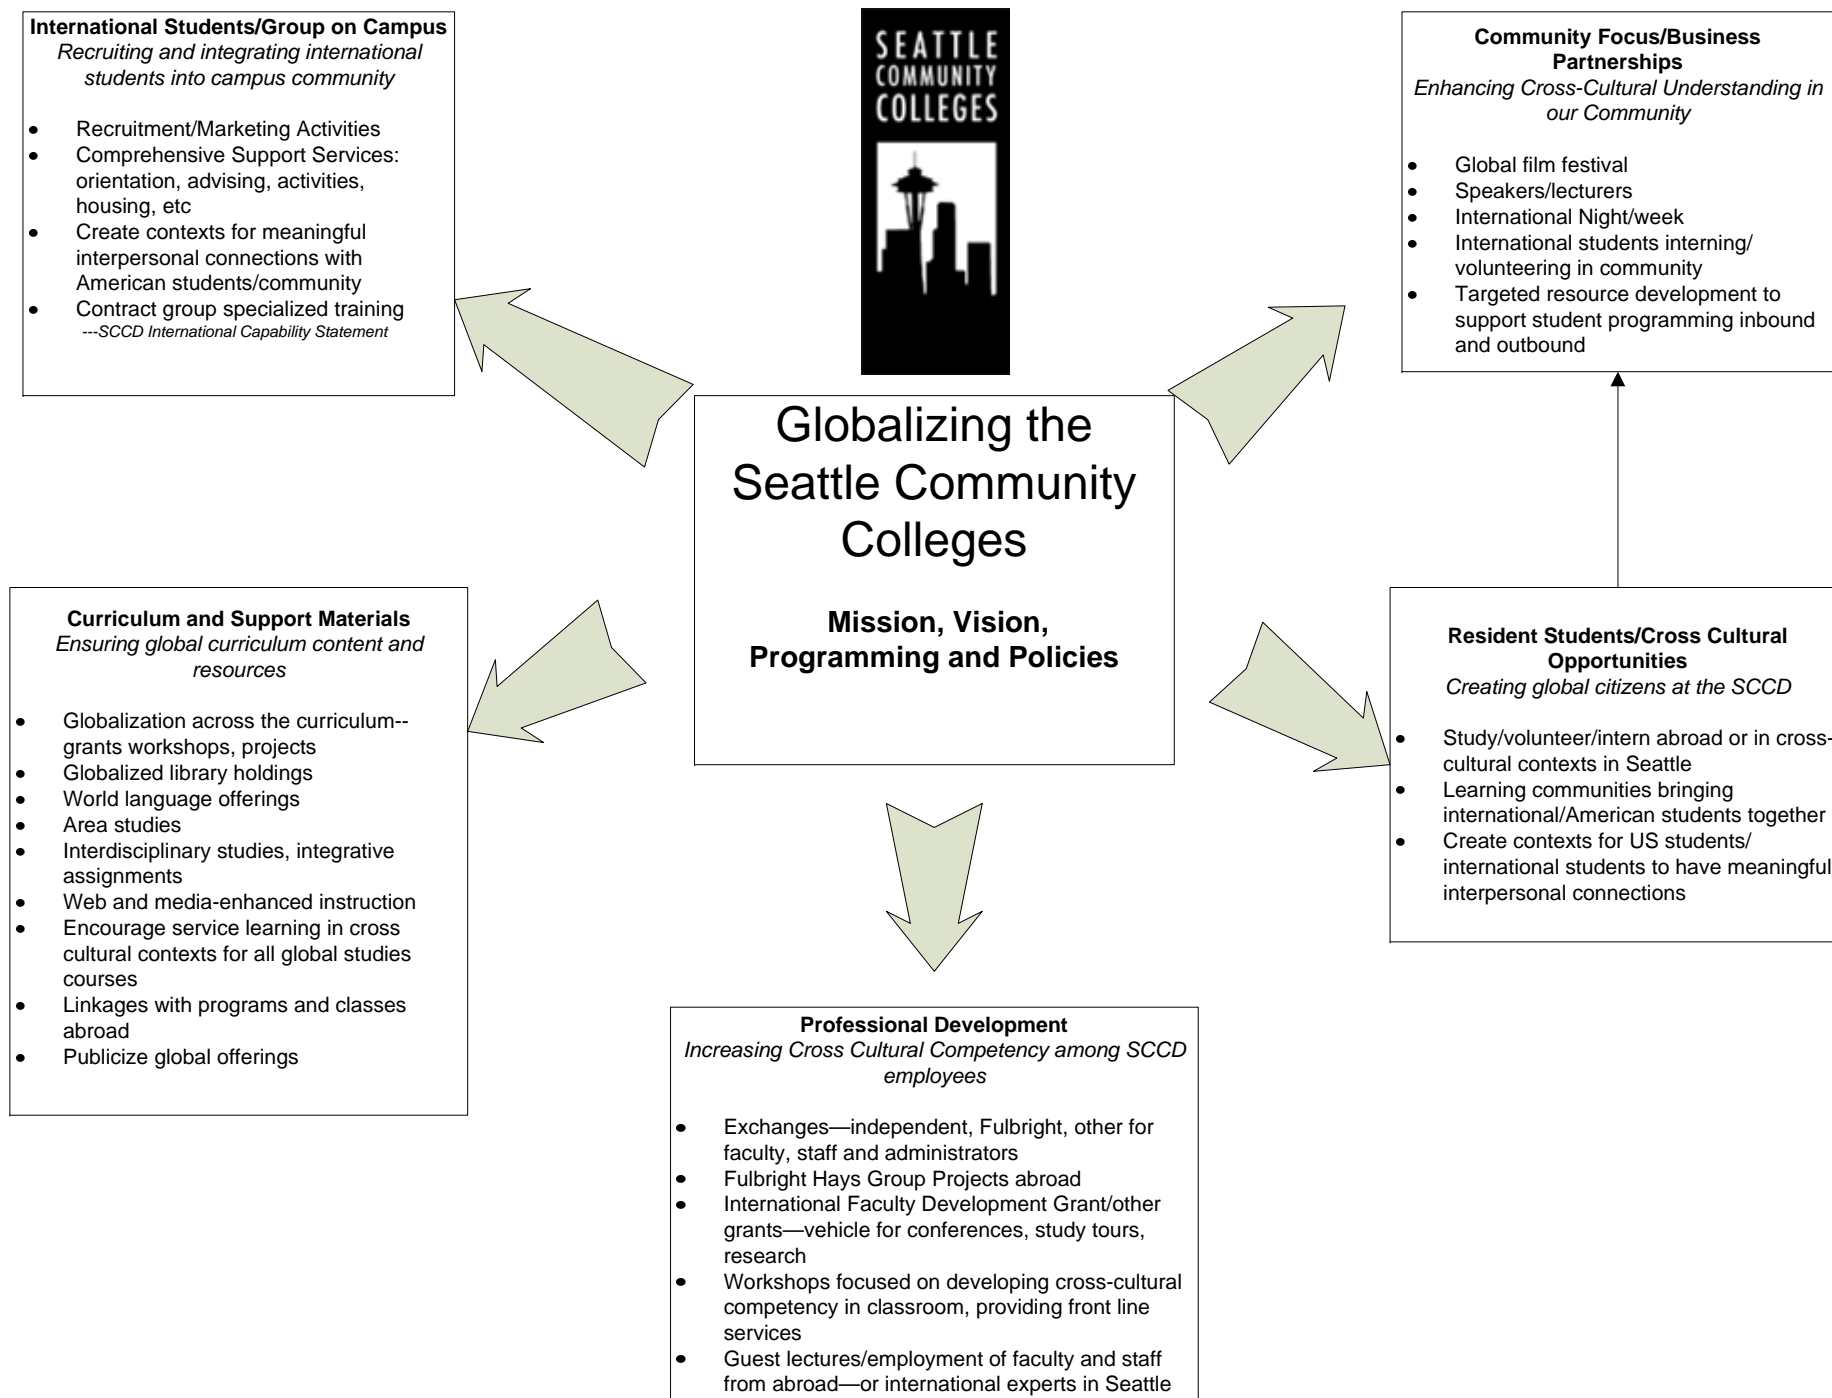 International Students/Group on Campus
Recruiting and integrating international
students into campus community
• Recruitment/Marketing Activities
• Comprehensive Support Services:
orientation, advising, activities,
housing, etc
• Create contexts for meaningful
interpersonal connections with
American students/community
• Contract group specialized training
---SCCD International Capability Statement
SEATTLE
COMMUNITY
COLLEGES
Community Focus/Business
Partnerships
Enhancing Cross-Cultural Understanding in
our Community
• Global film festival
• Speakers/lecturers
• International Night/week
• International students interning/
volunteering in community
• Targeted resource development to
support student programming inbound
and outbound
Globalizing the
Seattle Community
Colleges
Mission, Vision,
Programming and Policies
Curriculum and Support Materials
Ensuring global curriculum content and
resources
• Globalization across the curriculum--
grants workshops, projects
• Globalized library holdings
• World language offerings
• Area studies
• Interdisciplinary studies, integrative
assignments
• Web and media-enhanced instruction
• Encourage service learning in cross
cultural contexts for all global studies
courses
• Linkages with programs and classes
abroad
• Publicize global offerings
Resident Students/Cross Cultural
Opportunities
Creating global citizens at the SCCD
• Study/volunteer/intern abroad or in cross-
cultural contexts in Seattle
• Learning communities bringing
international/American students together
• Create contexts for US students/
international students to have meaningful
interpersonal connections
Professional Development
Increasing Cross Cultural Competency among SCCD
employees
• Exchanges—independent, Fulbright, other for
faculty, staff and administrators
• Fulbright Hays Group Projects abroad
• International Faculty Development Grant/other
grants—vehicle for conferences, study tours,
research
• Workshops focused on developing cross-cultural
competency in classroom, providing front line
services
• Guest lectures/employment of faculty and staff
from abroad—or international experts in Seattle